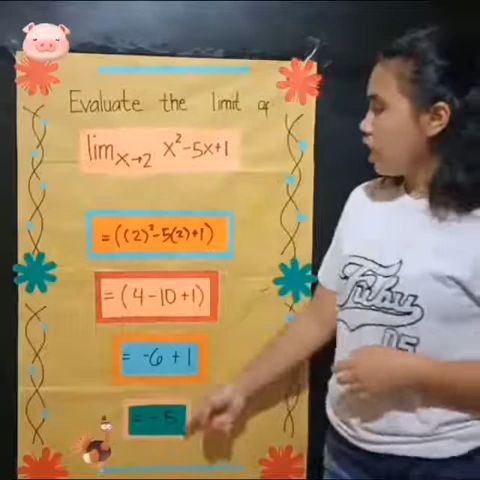 Evaluate the limit of
lim x→2 x²-5x+1
=((2)²-5(2)+1)
=(4-10+1)
= -6+1
= -5
05